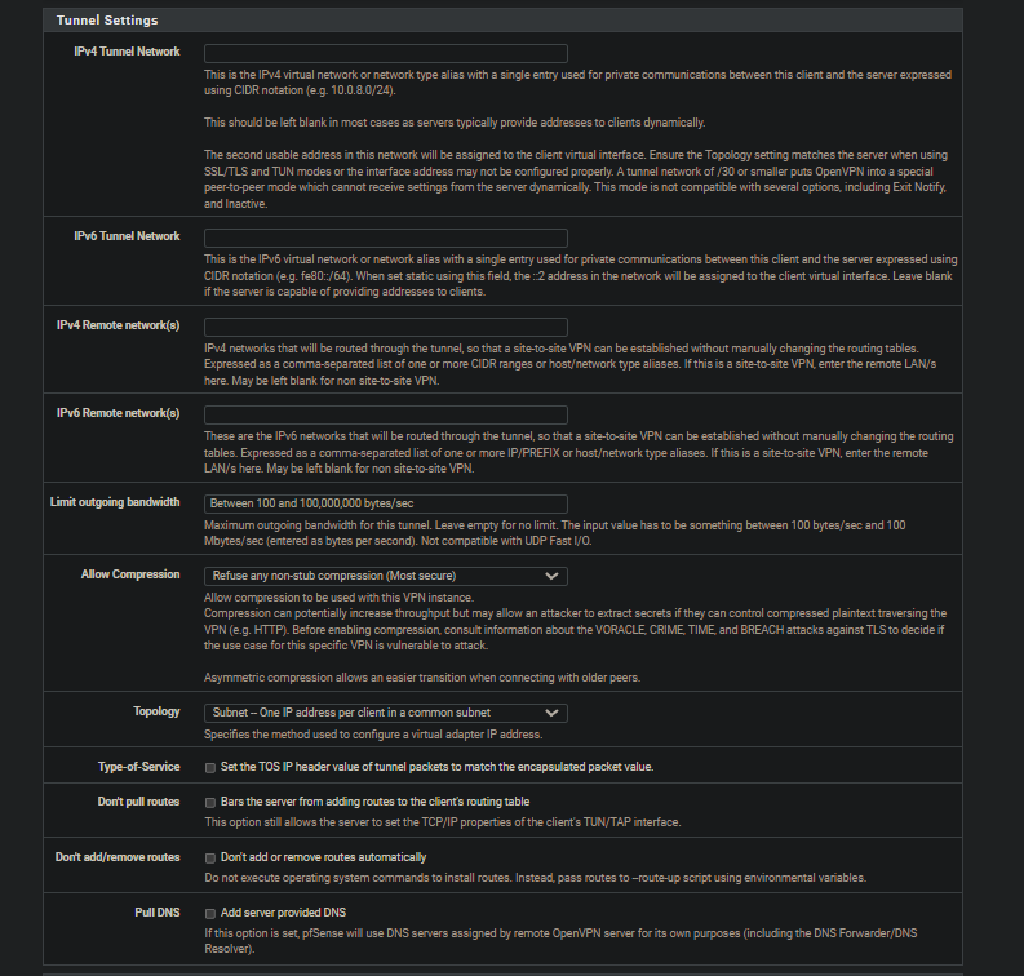 Tunnel Settings
IPv4 Tunnel Network
This is the IPv4 virtual network or network type alias with a single entry used for private communications between this client and the server expressed
using CIDR notation (e.g. 10.0.8.0/24).
This should be left blank in most cases as servers typically provide addresses to clients dynamically.
The second usable address in this network will be assigned to the client virtual interface. Ensure the Topology setting matches the server when using
SSL/TLS and TUN modes or the interface address may not be configured properly. A tunnel network of /30 or smaller puts OpenVPN into a special
peer-to-peer mode which cannot receive settings from the server dynamically. This mode is not compatible with several options, including Exit Notify,
and Inactive.
IPv6 Tunnel Network
This is the IPv6 virtual network or network alias with a single entry used for private communications between this client and the server expressed using
CIDR notation (e.g. fe80::/64). When set static using this field, the ::2 address in the network will be assigned to the client virtual interface. Leave blank
if the server is capable of providing addresses to clients.
IPv4 Remote network(s)
IPv4 networks that will be routed through the tunnel, so that a site-to-site VPN can be established without manually changing the routing tables.
Expressed as a comma-separated list of one or more CIDR ranges or host/network type aliases. If this is a site-to-site VPN, enter the remote LAN/s
here. May be left blank for non site-to-site VPN.
IPv6 Remote network(s)
These are the IPv6 networks that will be routed through the tunnel, so that a site-to-site VPN can be established without manually changing the routing
tables. Expressed as a comma-separated list of one or more IP/PREFIX or host/network type aliases. If this is a site-to-site VPN, enter the remote
LAN/s here. May be left blank for non site-to-site VPN.
Limit outgoing bandwidth
Between 100 and 100,000,000 bytes/sec
Maximum outgoing bandwidth for this tunnel. Leave empty for no limit. The input value has to be something between 100 bytes/sec and 100
Mbytes/sec (entered as bytes per second). Not compatible with UDP Fast I/O.
Allow Compression
Refuse any non-stub compression (Most secure)
Allow compression to be used with this VPN instance.
Compression can potentially increase throughput but may allow an attacker to extract secrets if they can control compressed plaintext traversing the
VPN (e.g. HTTP). Before enabling compression, consult information about the VORACLE, CRIME, TIME, and BREACH attacks against TLS to decide if
the use case for this specific VPN is vulnerable to attack.
Asymmetric compression allows an easier transition when connecting with older peers.
Topology
Subnet -- One IP address per client in a common subnet
Specifies the method used to configure a virtual adapter IP address.
Type-of-Service
Set the TOS IP header value of tunnel packets to match the encapsulated packet value.
Don't pull routes
Bars the server from adding routes to the client's routing table
This option still allows the server to set the TCP/IP properties of the client's TUN/TAP interface.
Don't add/remove routes
Don't add or remove routes automatically
Do not execute operating system commands to install routes. Instead, pass routes to --route-up script using environmental variables.
Pull DNS
Add server provided DNS
If this option is set, pfSense will use DNS servers assigned by remote OpenVPN server for its own purposes (including the DNS Forwarder/DNS
Resolver).